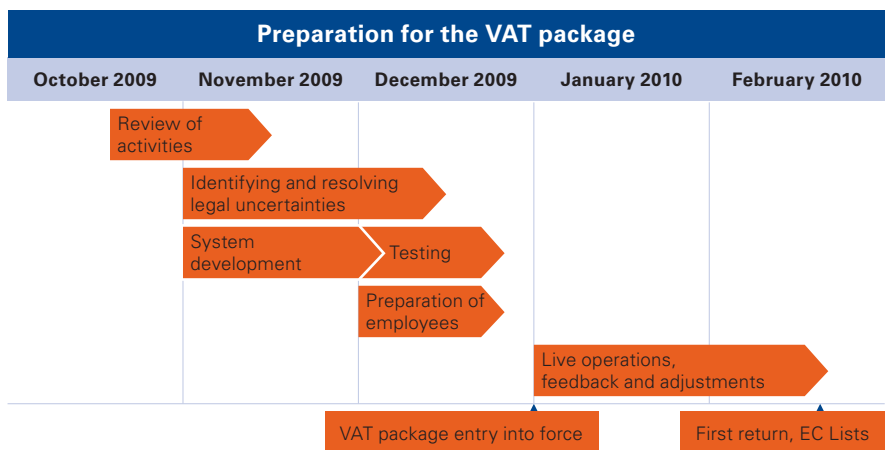 Preparation for the VAT package
October 2009
November 2009
December 2009
January 2010
February 2010
Review of
activities
Identifying and resolving
legal uncertainties
System
development
Testing
Preparation of
employees
Live operations,
feedback and adjustments
VAT package entry into force
First return, EC Lists